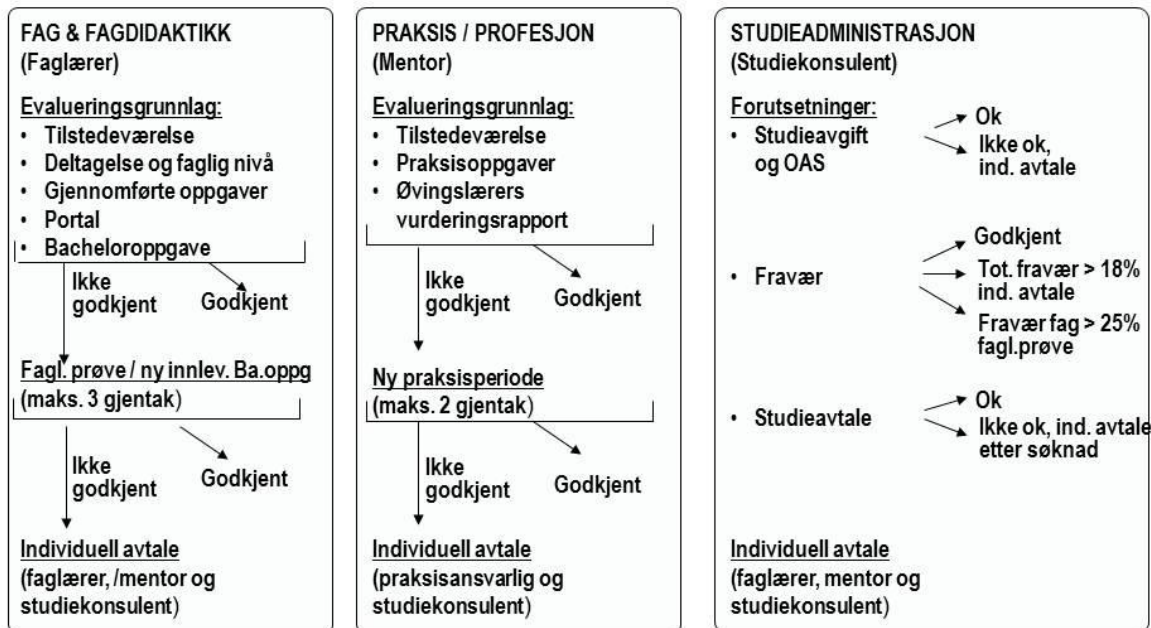 FAG & FAGDIDAKTIKK
(Faglærer)
Evalueringsgrunnlag:
• Tilstedeværelse
• Deltagelse og faglig nivå
• Gjennomførte oppgaver
• Portal
• Bacheloroppgave
Ikke
godkjent
Godkjent
Fagl. prøve / ny innlev. Ba.oppg
(maks. 3 gjentak)
Ikke
godkjent
Godkjent
Individuell avtale
(faglærer, /mentor og
studiekonsulent)
PRAKSIS / PROFESJON
(Mentor)
Evalueringsgrunnlag:
• Tilstedeværelse
• Praksisoppgaver
• Øvingslærers
vurderingsrapport
Ikke
godkjent
Godkjent
Ny praksisperiode
(maks. 2 gjentak)
Ikke
godkjent
Godkjent
Individuell avtale
(praksisansvarlig og
studiekonsulent)
STUDIEADMINISTRASJON
(Studiekonsulent)
Forutsetninger:
• Studieavgift
og OAS
Ok
Ikke ok,
ind. avtale
• Fravær
Godkjent
Tot. fravær > 18%
ind. avtale
Fravær fag > 25%
fagl.prøve
• Studieavtale
Ok
Ikke ok, ind. avtale
etter søknad
Individuell avtale
(faglærer, mentor og
studiekonsulent)